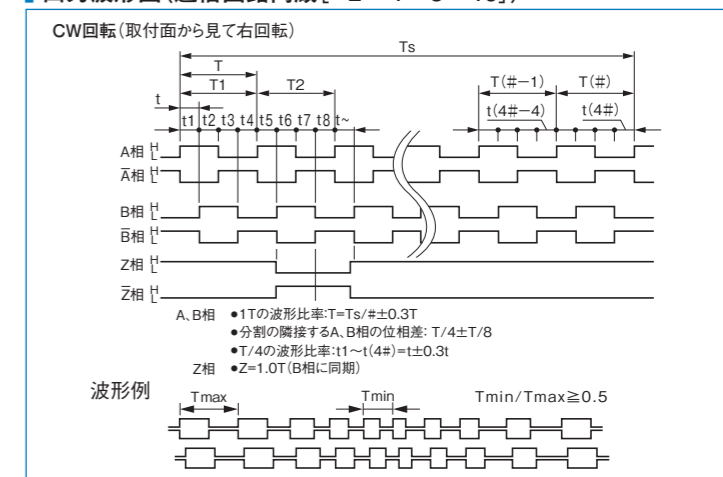 CW回転(取付面から見て右回転)
Ts
T
T1 T2 T(#−1) T(#)
t
t1 t2 t3 t4 t5 t6 t7 t8 t~ t(4#−4) t(4#)
A相 H L
A̅相 H L
B相 H L
B̅相 H L
Z相 H L
Z̅相 H L
A、B相 ●1Tの波形比率:T=Ts/#±0.3T
●分割の隣接するA、B相の位相差: T/4±T/8
●T/4の波形比率:t1〜t(4#)=t±0.3t
Z相 ●Z=1.0T(B相に同期)
波形例 Tmax Tmin Tmin/Tmax≧0.5